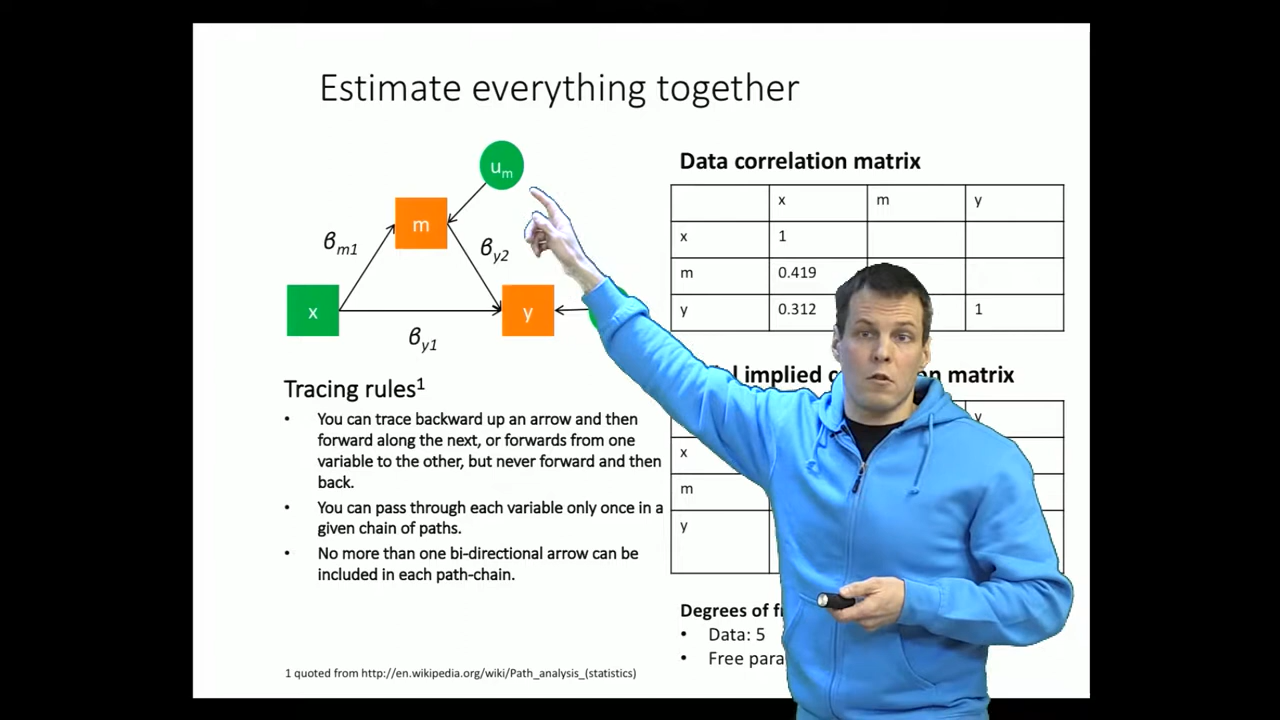 Estimate everything together
u_m
m
β_m1
β_y2
x
y
β_y1
Tracing rules1
• You can trace backward up an arrow and then
forward along the next, or forwards from one
variable to the other, but never forward and then
back.
• You can pass through each variable only once in a
given chain of paths.
• No more than one bi-directional arrow can be
included in each path-chain.
1 quoted from http://en.wikipedia.org/wiki/Path_analysis_(statistics)
Data correlation matrix
x m y
x 1
m 0.419
y 0.312 1
implied matrix
y
x
m
y
Degrees of
• Data: 5
• Free